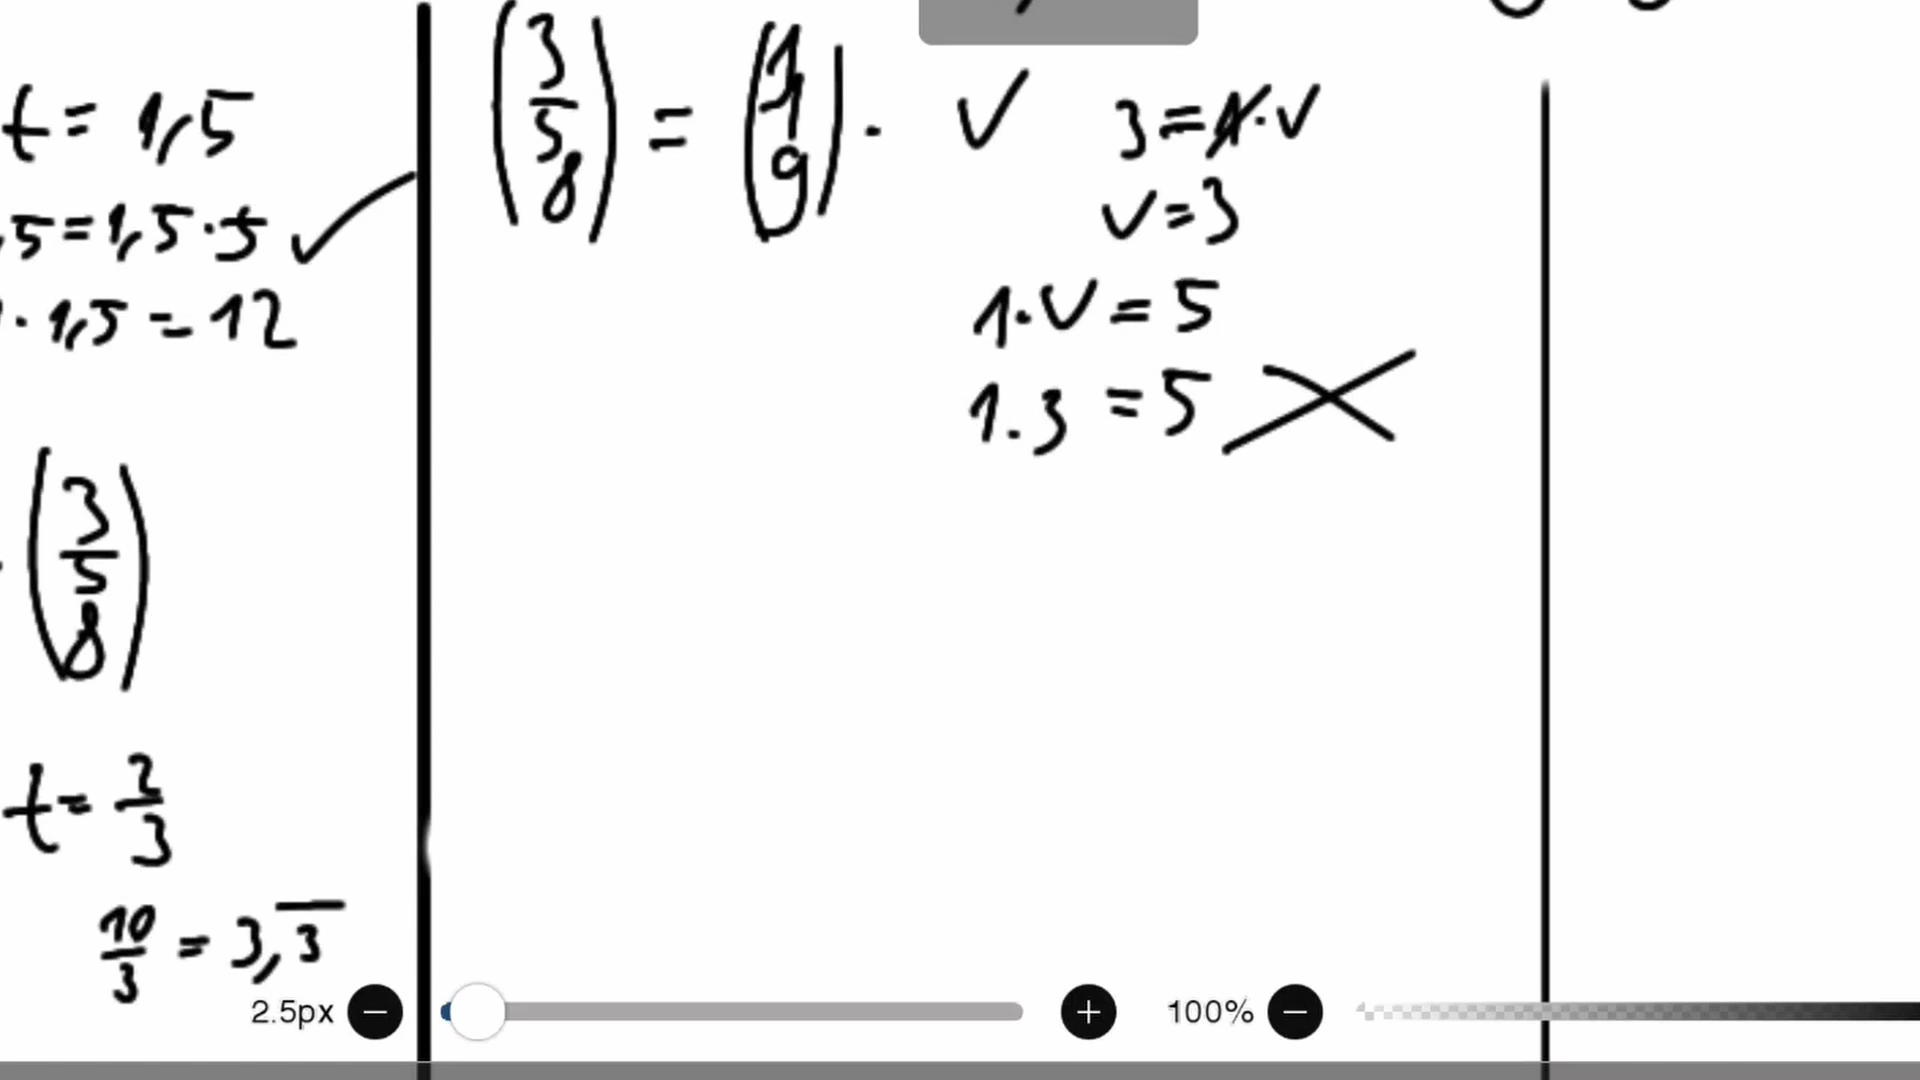 t = 1,5
,5 = 1,5 · 5
· 1,5 = 12
3
5
8
t = 2/3
10/3 = 3,3̅
(3 5 8) = (1 1 9) · v
3 = 1 · v
v = 3
1 · v = 5
1 . 3 = 5
2.5px
100%